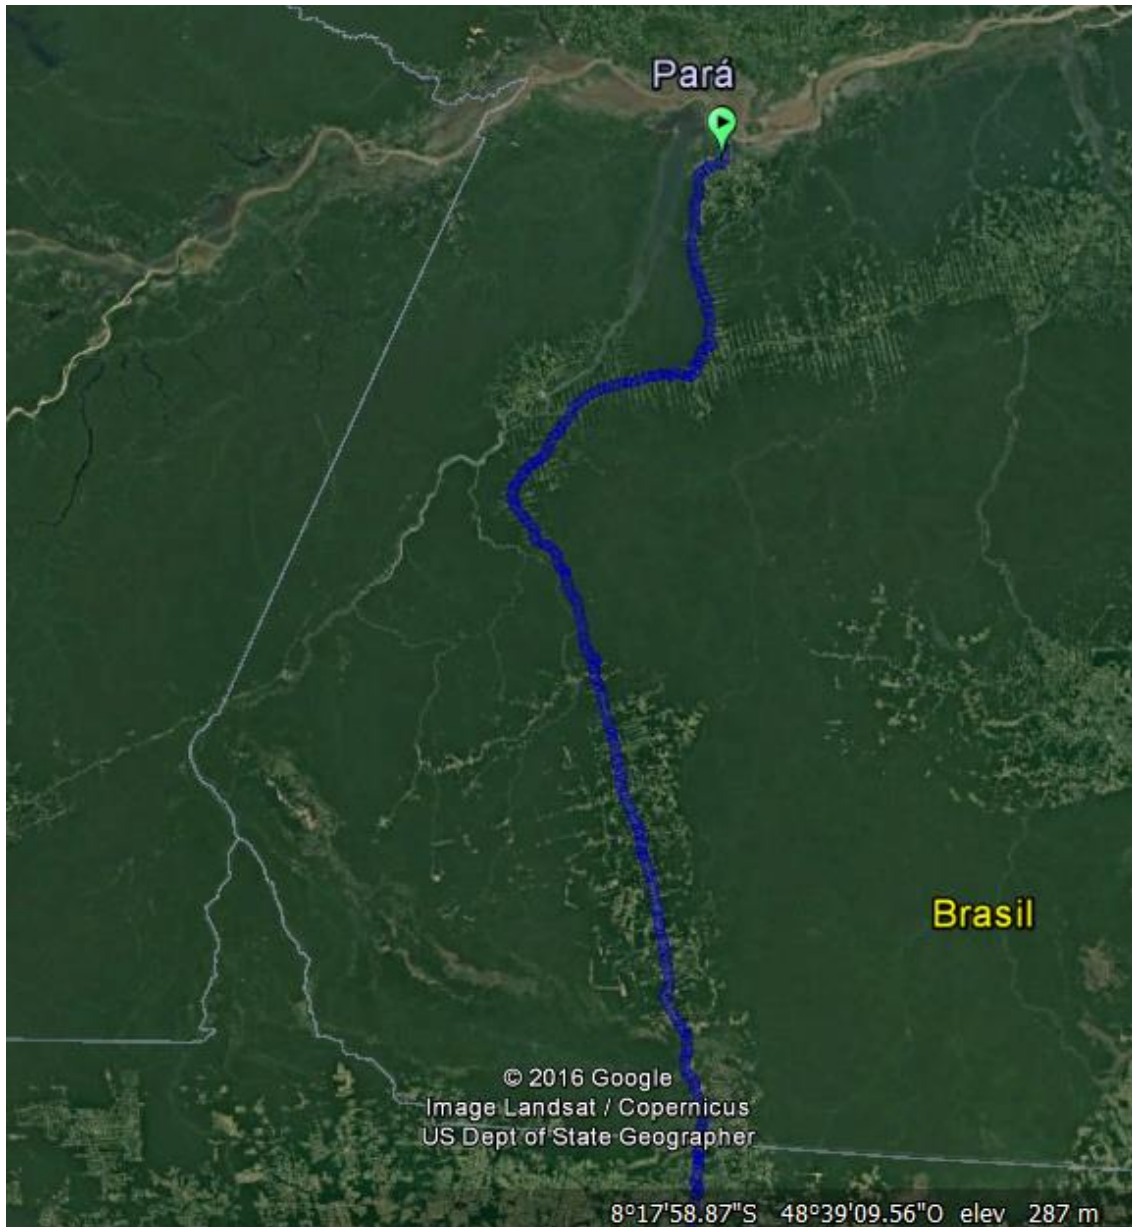 Pará
Brasil
© 2016 Google
Image Landsat / Copernicus
US Dept of State Geographer
8°17'58.87"S 48°39'09.56"O elev 287 m